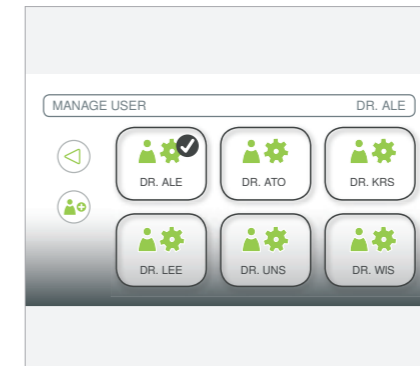 MANAGE USER DR. ALE
DR. ALE DR. ATO DR. KRS
DR. LEE DR. UNS DR. WIS